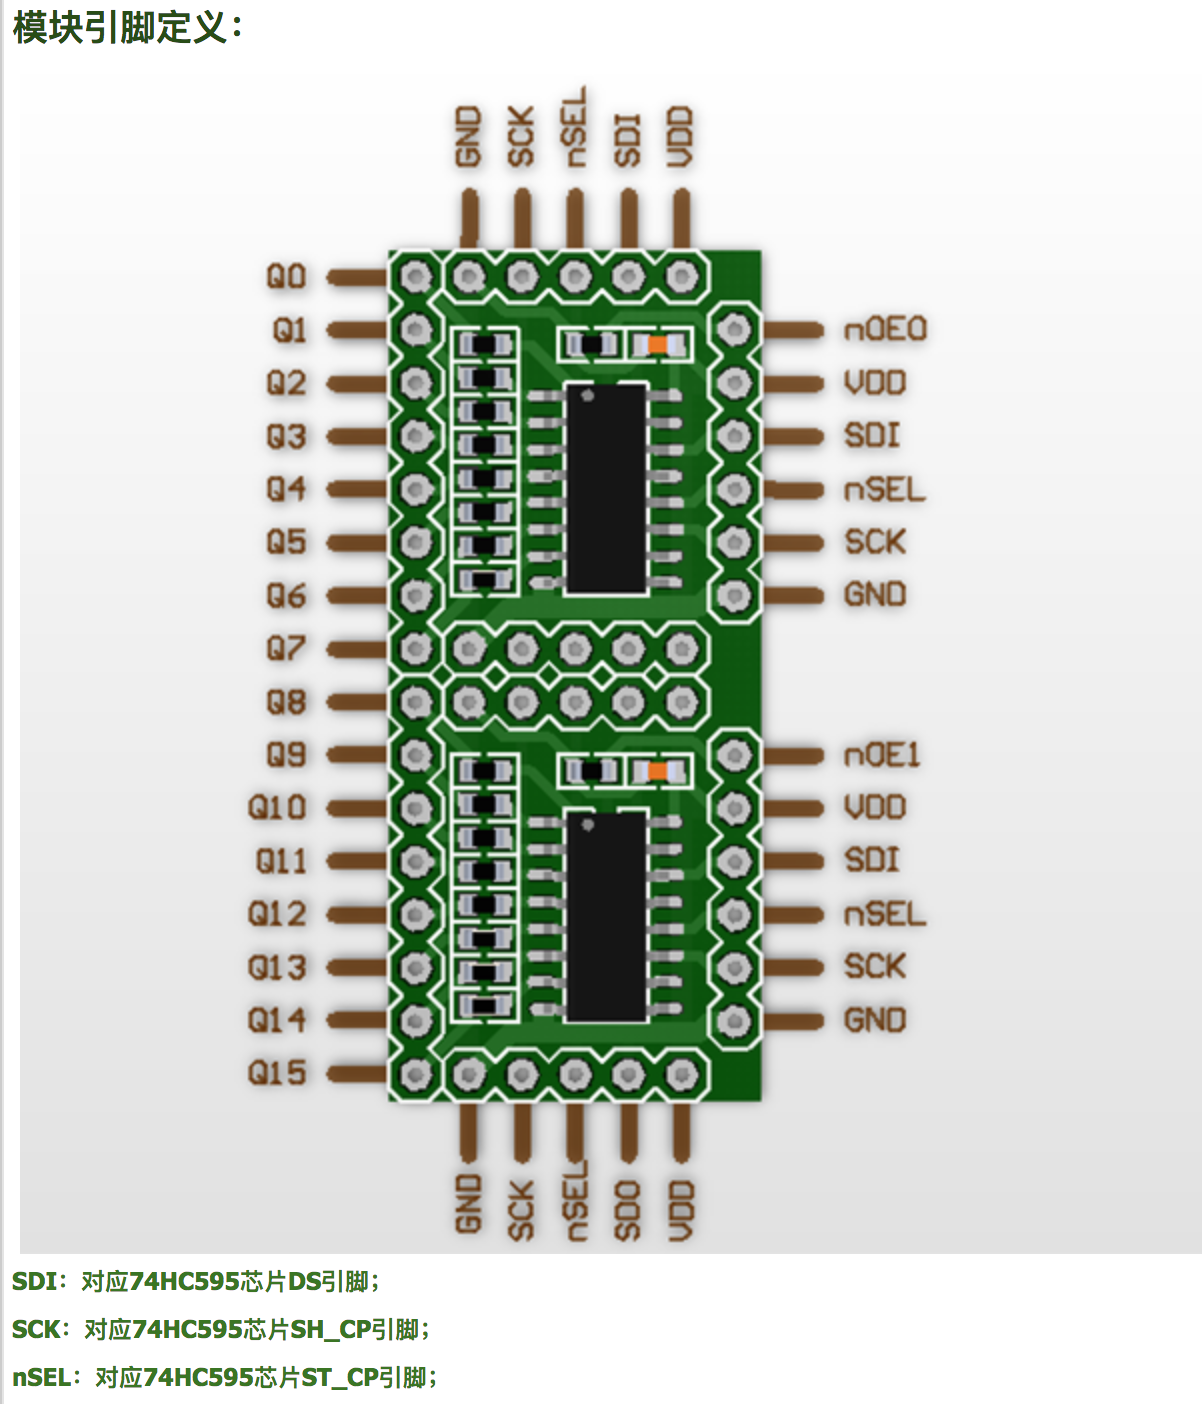 模块引脚定义：
GND SCK nSEL SDI VDD
Q0
Q1 nOE0
Q2 VDD
Q3 SDI
Q4 nSEL
Q5 SCK
Q6 GND
Q7
Q8
Q9 nOE1
Q10 VDD
Q11 SDI
Q12 nSEL
Q13 SCK
Q14 GND
Q15
GND SCK nSEL SDO VDD
SDI：对应74HC595芯片DS引脚；
SCK：对应74HC595芯片SH_CP引脚；
nSEL：对应74HC595芯片ST_CP引脚；